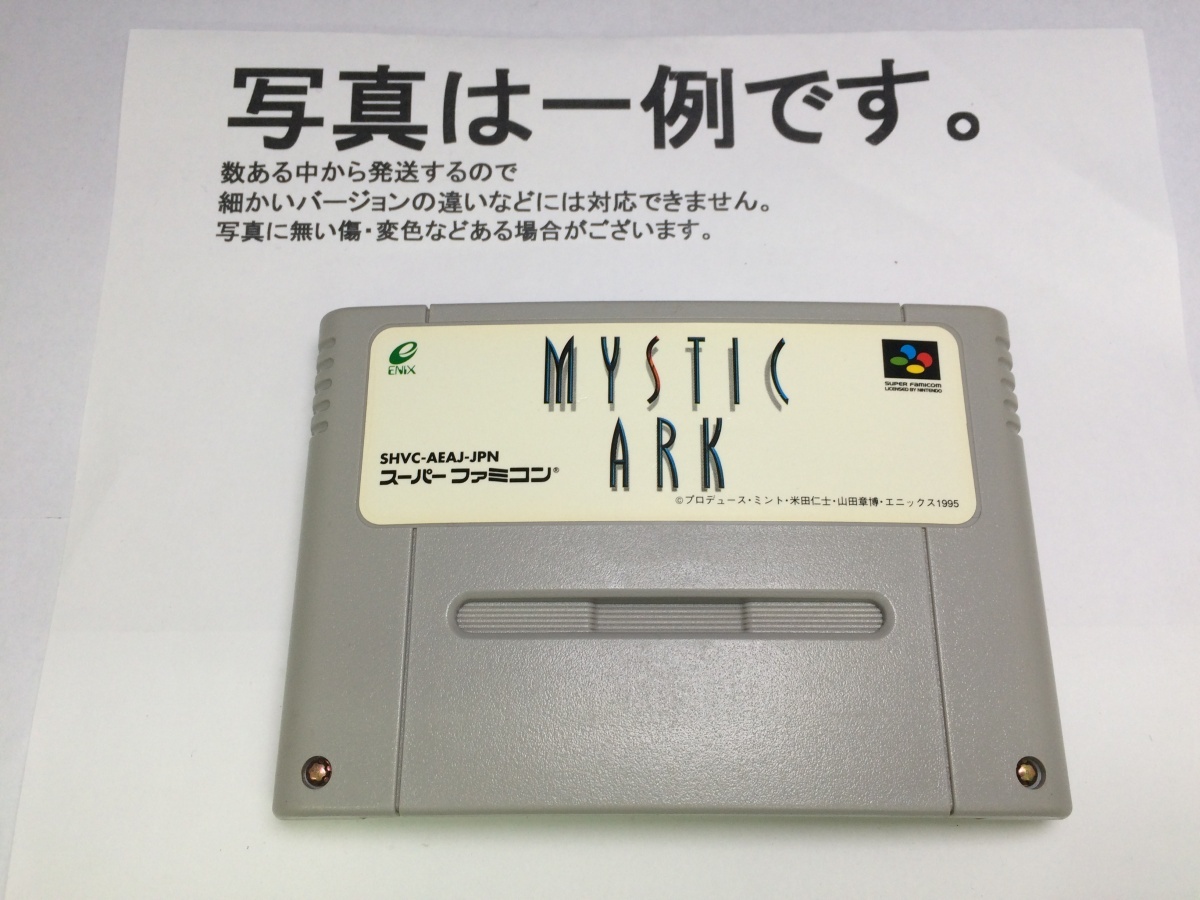 写真は一例です。
数ある中から発送するので
細かいバージョンの違いなどには対応できません。
写真に無い傷・変色などある場合がございます。
ENIX
MYSTIC
ARK
SUPER FAMICOM
LICENSED BY NINTENDO
SHVC-AEAJ-JPN
スーパーファミコン®
©プロデュース・ミント・米田仁士・山田章博・エニックス1995